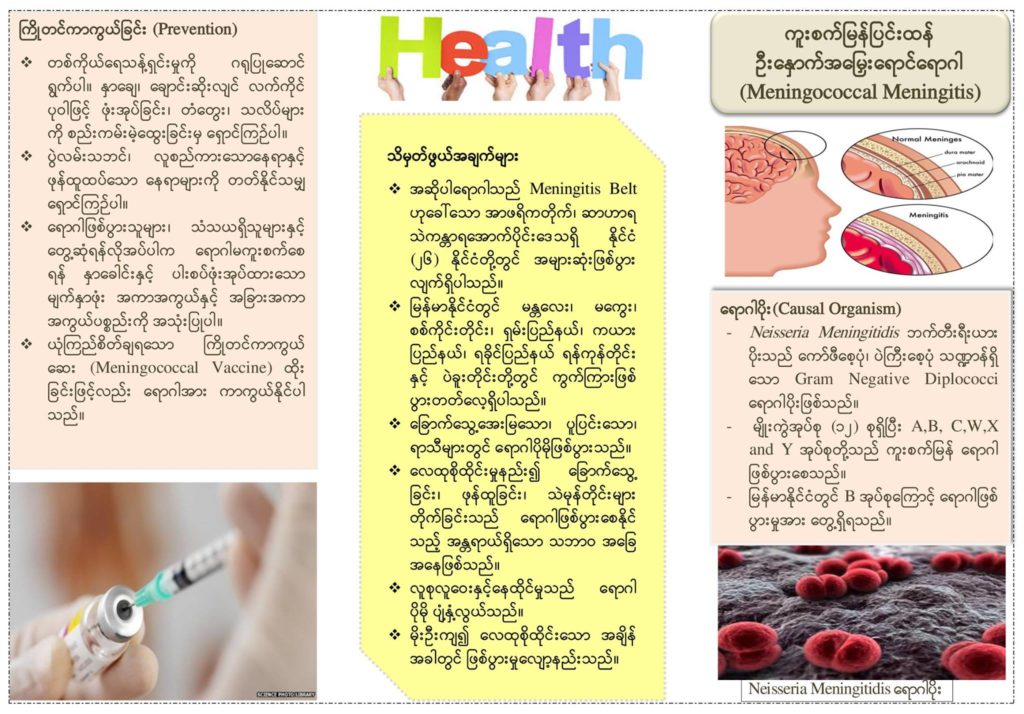 ကြိုတင်ကာကွယ်ခြင်း (Prevention)
❖ တစ်ကိုယ်ရေသန့်ရှင်းမှုကို ဂရုပြုဆောင်
ရွက်ပါ။ နှာချေ၊ ချောင်းဆိုးလျှင် လက်ကိုင်
ပုဝါဖြင့် ဖုံးအုပ်ခြင်း၊ တံတွေး၊ သလိပ်များ
ကို စည်းကမ်းမဲ့ထွေးခြင်းမှ ရှောင်ကြဉ်ပါ။
❖ ပွဲလမ်းသဘင်၊ လူစည်ကားသောနေရာနှင့်
ဖုန်ထူထပ်သော နေရာများကို တတ်နိုင်သမျှ
ရှောင်ကြဉ်ပါ။
❖ ရောဂါဖြစ်ပွားသူများ၊ သံသယရှိသူများနှင့်
တွေ့ဆုံရန်လိုအပ်ပါက ရောဂါမကူးစက်စေ
ရန် နှာခေါင်းနှင့် ပါးစပ်ဖုံးအုပ်ထားသော
မျက်နှာဖုံး အကာအကွယ်နှင့် အခြားအကာ
အကွယ်ပစ္စည်းကို အသုံးပြုပါ။
❖ ယုံကြည်စိတ်ချရသော ကြိုတင်ကာကွယ်
ဆေး (Meningococcal Vaccine) ထိုး
ခြင်းဖြင့်လည်း ရောဂါအား ကာကွယ်နိုင်ပါ
သည်။
SCIENCE PHOTO LIBRARY
Health
သိမှတ်ဖွယ်အချက်များ
❖ အဆိုပါရောဂါသည် Meningitis Belt
ဟုခေါ်သော အာဖရိကတိုက်၊ ဆာဟာရ
သဲကန္တာရအောက်ပိုင်းဒေသရှိ နိုင်ငံ
(၂၆) နိုင်ငံတို့တွင် အများဆုံးဖြစ်ပွား
လျက်ရှိပါသည်။
❖ မြန်မာနိုင်ငံတွင် မန္တလေး၊ မကွေး၊
စစ်ကိုင်းတိုင်း၊ ရှမ်းပြည်နယ်၊ ကယား
ပြည်နယ်၊ ရခိုင်ပြည်နယ် ရန်ကုန်တိုင်း
နှင့် ပဲခူးတိုင်းတို့တွင် ကွက်ကြားဖြစ်
ပွားတတ်လေ့ရှိပါသည်။
❖ ခြောက်သွေ့အေးမြသော၊ ပူပြင်းသော၊
ရာသီများတွင် ရောဂါပိုမိုဖြစ်ပွားသည်။
❖ လေထုစိုထိုင်းမှုနည်း၍ ခြောက်သွေ့
ခြင်း၊ ဖုန်ထူခြင်း၊ သဲမုန်တိုင်းများ
တိုက်ခြင်းသည် ရောဂါဖြစ်ပွားစေနိုင်
သည့် အန္တရာယ်ရှိသော သဘာဝ အခြေ
အနေဖြစ်သည်။
❖ လူစုလူဝေးနှင့်နေထိုင်မှုသည် ရောဂါ
ပိုမို ပျံ့နှံ့လွယ်သည်။
❖ မိုးဦးကျ၍ လေထုစိုထိုင်းသော အချိန်
အခါတွင် ဖြစ်ပွားမှုလျော့နည်းသည်။
ကူးစက်မြန်ပြင်းထန်
ဦးနှောက်အမြှေးရောင်ရောဂါ
(Meningococcal Meningitis)
Normal Meninges
dura mater
arachnoid
pia mater
Meningitis
ရောဂါပိုး (Causal Organism)
- Neisseria Meningitidis ဘက်တီးရီးယား
ပိုးသည် ကော်ဖီစေ့ပုံ၊ ပဲကြီးစေ့ပုံ သဏ္ဌာန်ရှိ
သော Gram Negative Diplococci
ရောဂါပိုးဖြစ်သည်။
- မျိုးကွဲအုပ်စု (၁၂) စုရှိပြီး A,B, C,W,X
and Y အုပ်စုတို့သည် ကူးစက်မြန် ရောဂါ
ဖြစ်ပွားစေသည်။
- မြန်မာနိုင်ငံတွင် B အုပ်စုကြောင့် ရောဂါဖြစ်
ပွားမှုအား တွေ့ရှိရသည်။
Neisseria Meningitidis ရောဂါပိုး